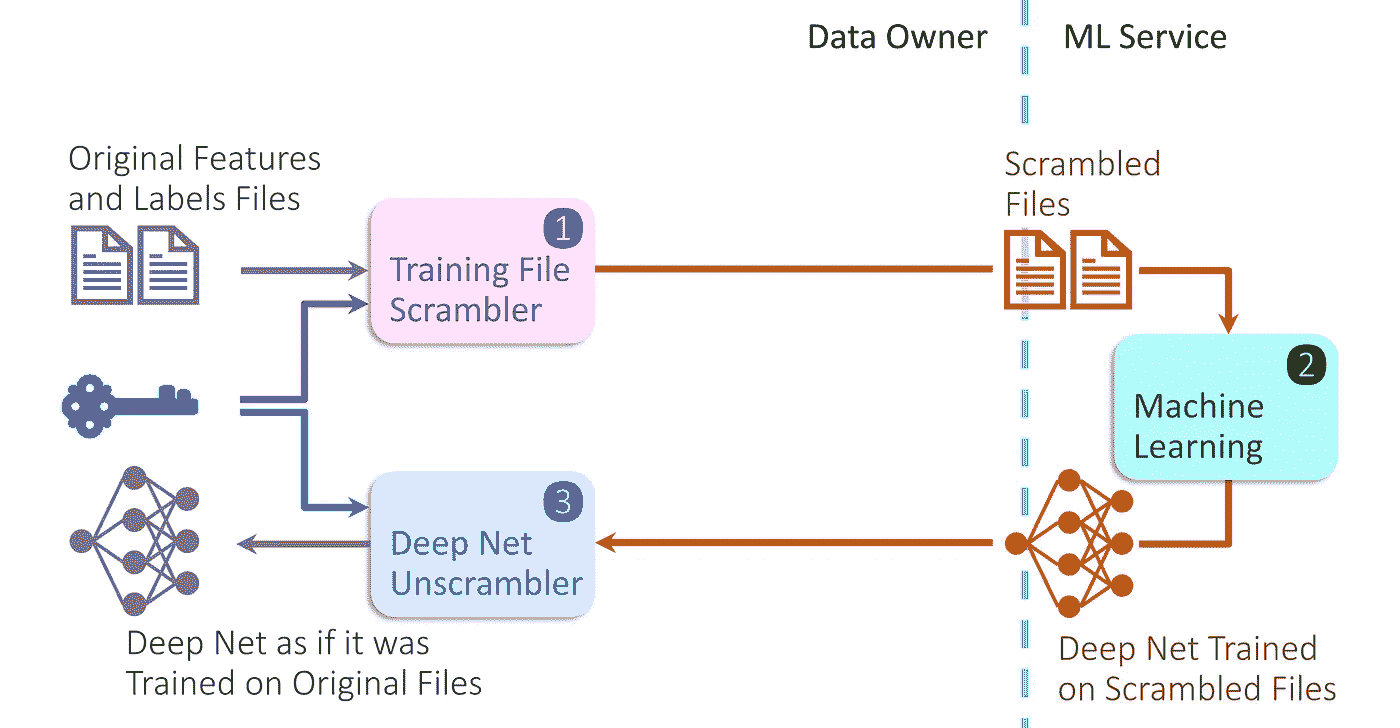 Data Owner
ML Service
Original Features
and Labels Files
Scrambled
Files
1
Training File
Scrambler
2
Machine
Learning
3
Deep Net
Unscrambler
Deep Net as if it was
Trained on Original Files
Deep Net Trained
on Scrambled Files